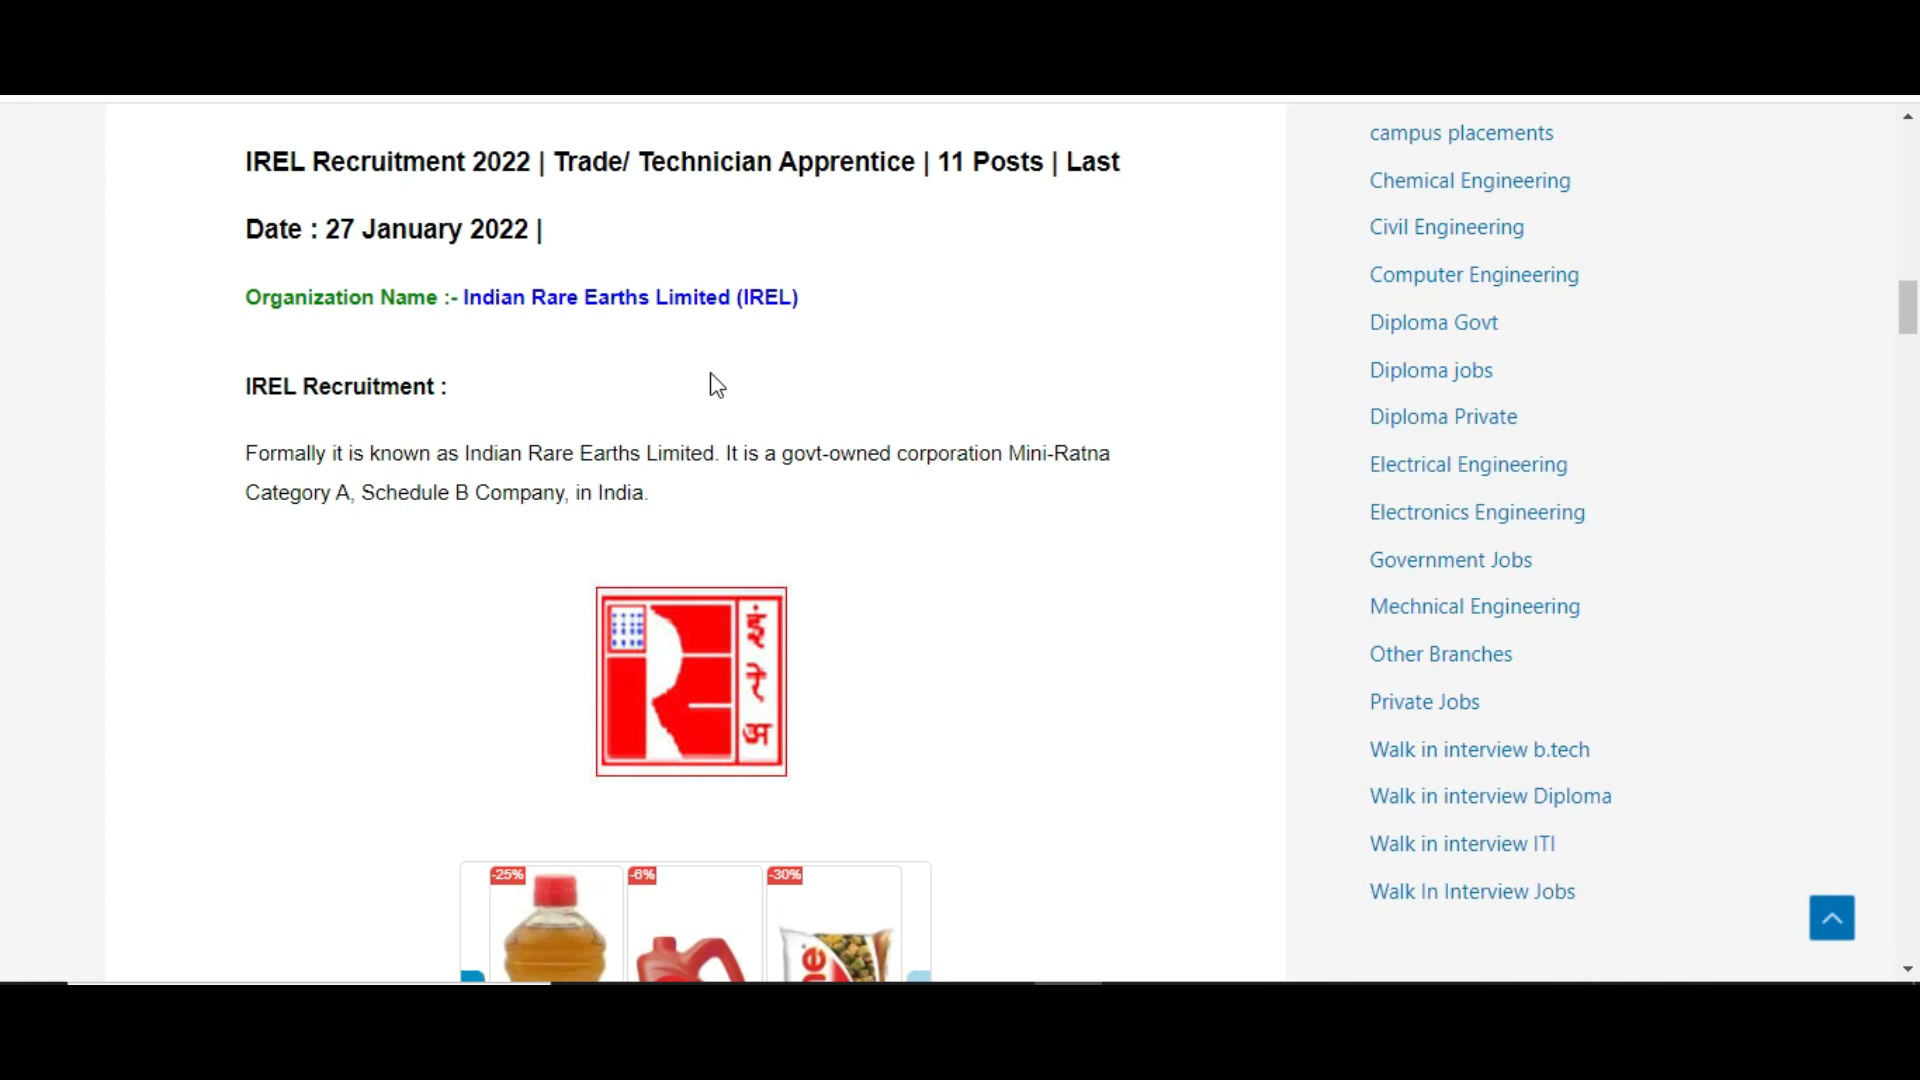 IREL Recruitment 2022 | Trade/ Technician Apprentice | 11 Posts | Last
Date : 27 January 2022 |
Organization Name :- Indian Rare Earths Limited (IREL)
IREL Recruitment :
Formally it is known as Indian Rare Earths Limited. It is a govt-owned corporation Mini-Ratna
Category A, Schedule B Company, in India.
इं
रे
अ
-25%
-6%
-30%
campus placements
Chemical Engineering
Civil Engineering
Computer Engineering
Diploma Govt
Diploma jobs
Diploma Private
Electrical Engineering
Electronics Engineering
Government Jobs
Mechnical Engineering
Other Branches
Private Jobs
Walk in interview b.tech
Walk in interview Diploma
Walk in interview ITI
Walk In Interview Jobs